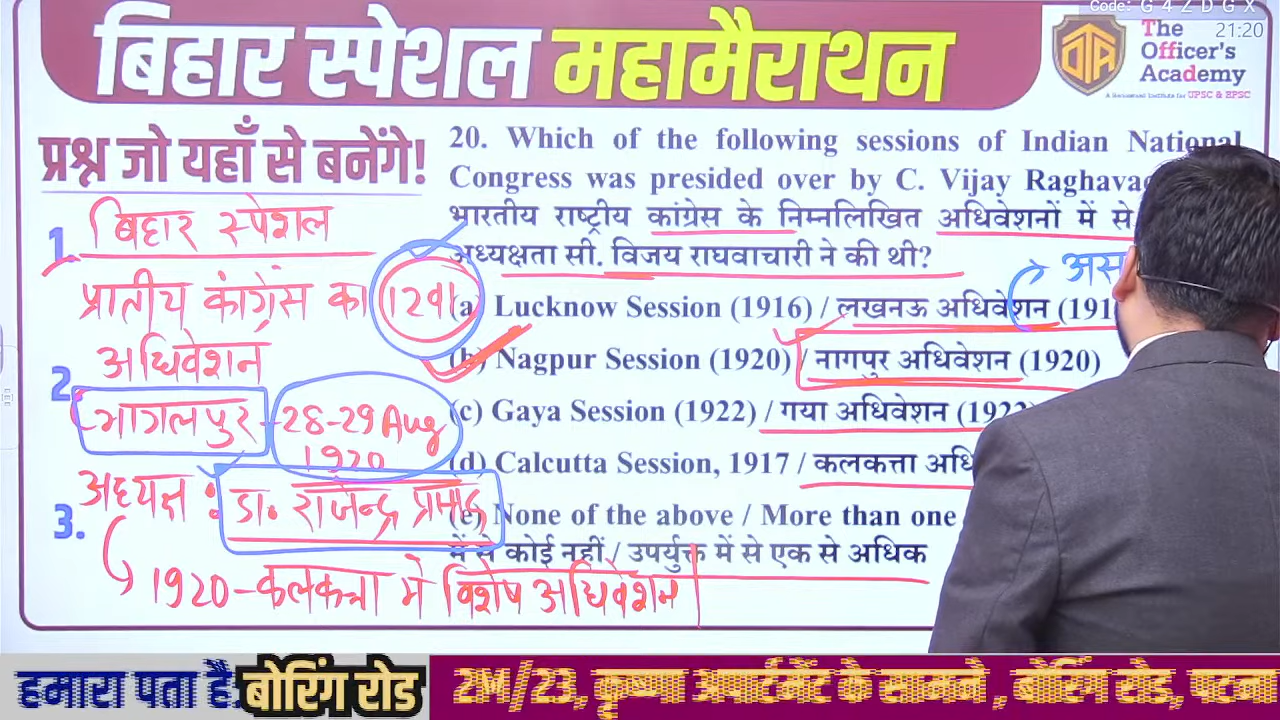 Code: G 4 Z D G X
बिहार स्पेशल महामैराथन
OTA
The
Officer's
Academy
21:20
UPSC & BPSC
प्रश्न जो यहाँ से बनेंगे!
1. बिहार स्पेशल
प्रातीय कांग्रेस का 12वां
अधिवेशन
2.
भागलपुर - 28-29 Aug
1920
अध्यक्ष : डा. राजेन्द्र प्रसाद
3.
1920-कलकत्ता में विशेष अधिवेशन
20. Which of the following sessions of Indian National
Congress was presided over by C. Vijay
भारतीय राष्ट्रीय कांग्रेस के निम्नलिखित अधिवेशनों में से
अध्यक्षता सी. विजय राघवाचारी ने की थी?
(a) Lucknow Session (1916) / लखनऊ अधिवेशन
(b) Nagpur Session (1920) / नागपुर अधिवेशन (1920)
(c) Gaya Session (1922) / गया अधिवेशन
(d) Calcutta Session, 1917 / कलकत्ता
(e) None of the above / More than one
में से कोई नहीं / उपर्युक्त में से एक से अधिक
हमारा पता है: बोरिंग रोड
2M/23, कृष्णा अपार्टमेंट के सामने , बोरिंग रोड, पटना